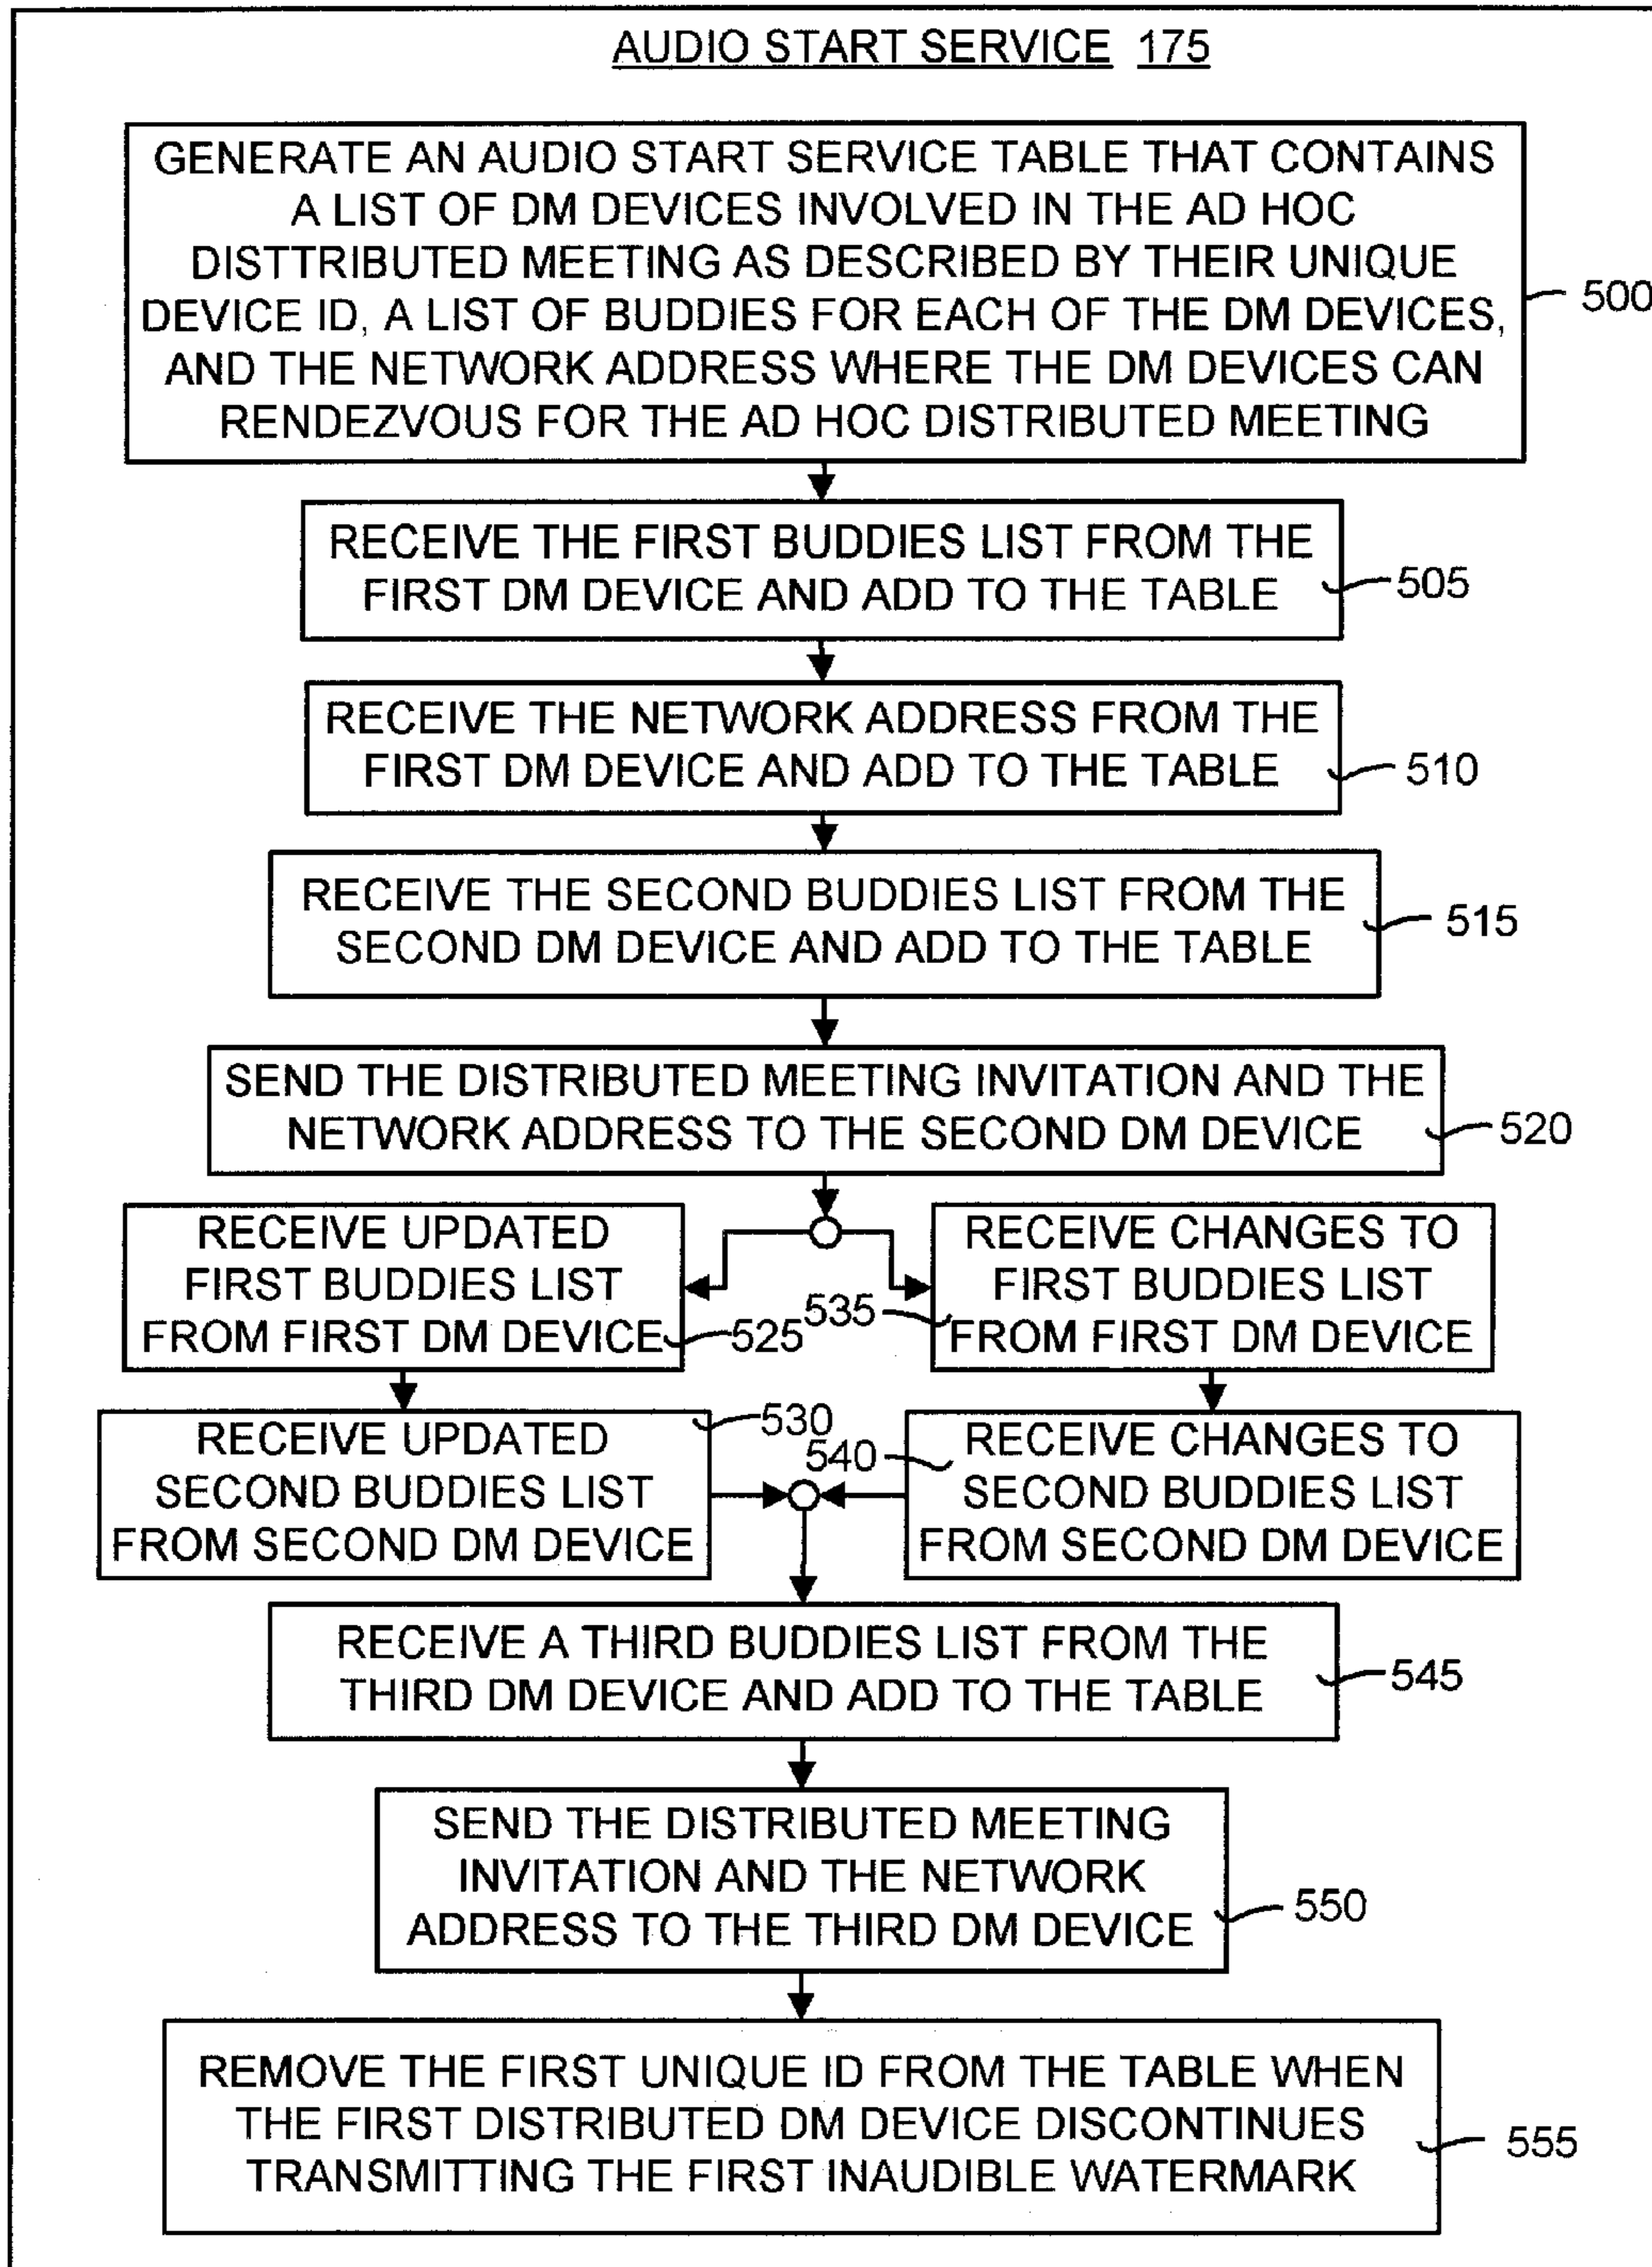 AUDIO START SERVICE 175
GENERATE AN AUDIO START SERVICE TABLE THAT CONTAINS
A LIST OF DM DEVICES INVOLVED IN THE AD HOC
DISTTRIBUTED MEETING AS DESCRIBED BY THEIR UNIQUE
DEVICE ID, A LIST OF BUDDIES FOR EACH OF THE DM DEVICES,
AND THE NETWORK ADDRESS WHERE THE DM DEVICES CAN
RENDEZVOUS FOR THE AD HOC DISTRIBUTED MEETING
500
RECEIVE THE FIRST BUDDIES LIST FROM THE
FIRST DM DEVICE AND ADD TO THE TABLE
505
RECEIVE THE NETWORK ADDRESS FROM THE
FIRST DM DEVICE AND ADD TO THE TABLE
510
RECEIVE THE SECOND BUDDIES LIST FROM THE
SECOND DM DEVICE AND ADD TO THE TABLE
515
SEND THE DISTRIBUTED MEETING INVITATION AND THE
NETWORK ADDRESS TO THE SECOND DM DEVICE
520
RECEIVE UPDATED
FIRST BUDDIES LIST
FROM FIRST DM DEVICE
525
RECEIVE CHANGES TO
FIRST BUDDIES LIST
FROM FIRST DM DEVICE
535
RECEIVE UPDATED
SECOND BUDDIES LIST
FROM SECOND DM DEVICE
530
RECEIVE CHANGES TO
SECOND BUDDIES LIST
FROM SECOND DM DEVICE
540
RECEIVE A THIRD BUDDIES LIST FROM THE
THIRD DM DEVICE AND ADD TO THE TABLE
545
SEND THE DISTRIBUTED MEETING
INVITATION AND THE NETWORK
ADDRESS TO THE THIRD DM DEVICE
550
REMOVE THE FIRST UNIQUE ID FROM THE TABLE WHEN
THE FIRST DISTRIBUTED DM DEVICE DISCONTINUES
TRANSMITTING THE FIRST INAUDIBLE WATERMARK
555